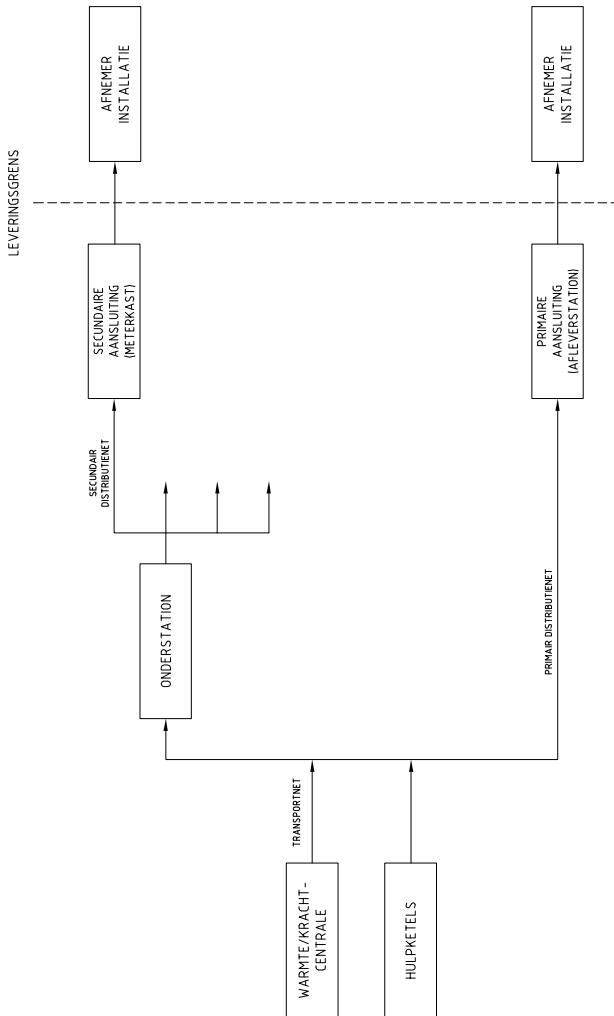 LEVERINGSGRENS
AFNEMER
INSTALLATIE
AFNEMER
INSTALLATIE
SECUNDAIRE
AANSLUITING
(METERKAST)
PRIMAIRE
AANSLUITING
(AFLEVERSTATION)
SECUNDAIR
DISTRIBUTIENET
ONDERSTATION
PRIMAIR DISTRIBUTIENET
TRANSPORTNET
WARMTE/KRACHT-
CENTRALE
HULPKETELS